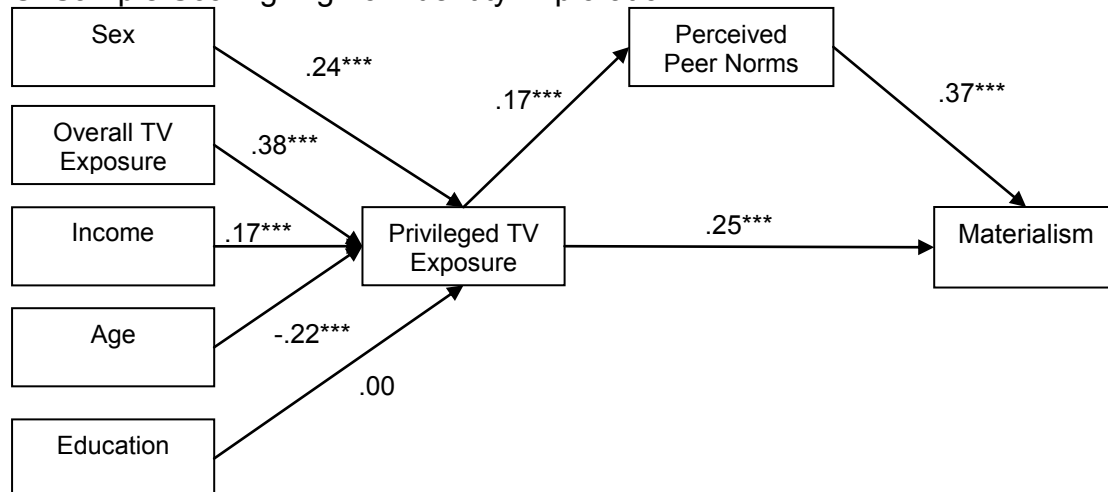 Sex
.24***
Perceived
Peer Norms
.17***
.37***
Overall TV
Exposure
.38***
Income
.17***
Privileged TV
Exposure
.25***
Materialism
Age
-.22***
.00
Education